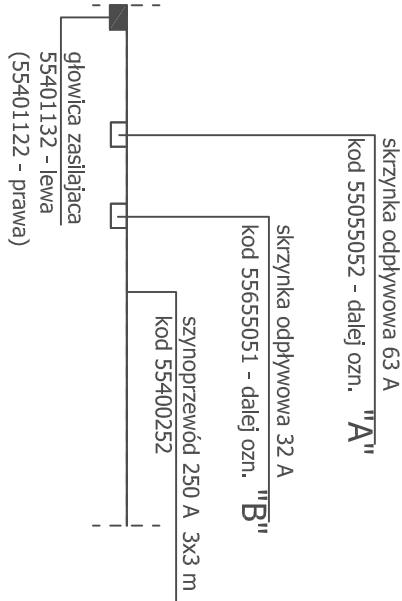 skrzynka odpływowa 63 A
kod 55055052 - dalej ozn. "A"
skrzynka odpływowa 32 A
kod 55655051 - dalej ozn. "B"
szynoprzewód 250 A 3x3 m
kod 55400252
głowica zasilajaca
55401132 - lewa
(55401122 - prawa)